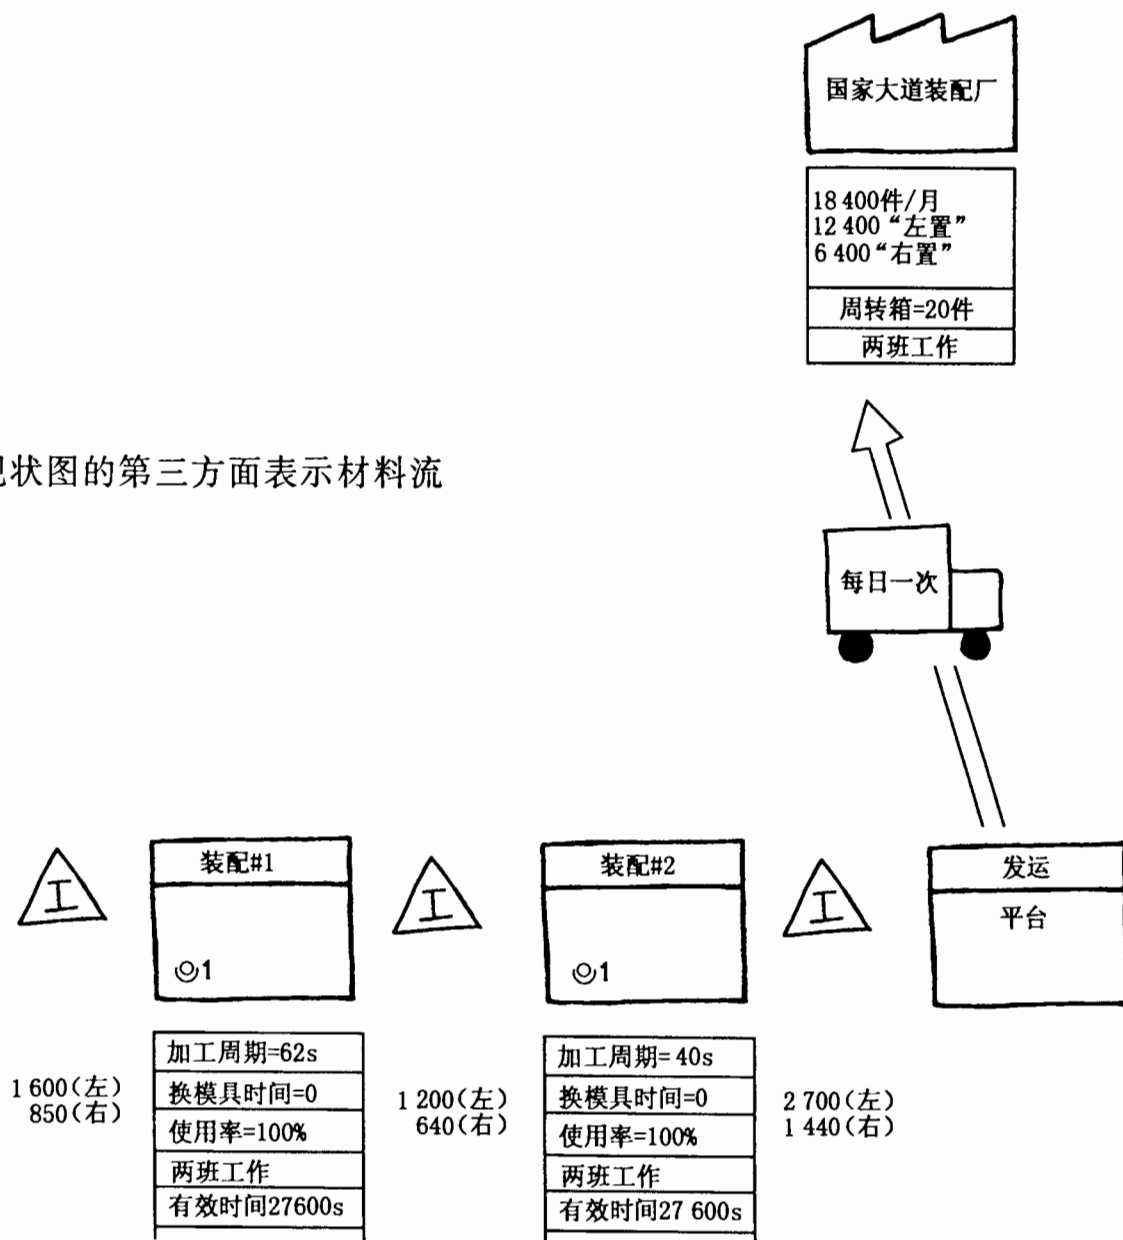 国家大道装配厂
18 400件/月
12 400“左置”
6 400“右置”
周转箱=20件
两班工作
状图的第三方面表示材料流
每日一次
工
装配#1
1
工
装配#2
1
工
发运
平台
1 600(左)
850(右)
加工周期=62s
换模具时间=0
使用率=100%
两班工作
有效时间27600s
1 200(左)
640(右)
加工周期=40s
换模具时间=0
使用率=100%
两班工作
有效时间27 600s
2 700(左)
1 440(右)